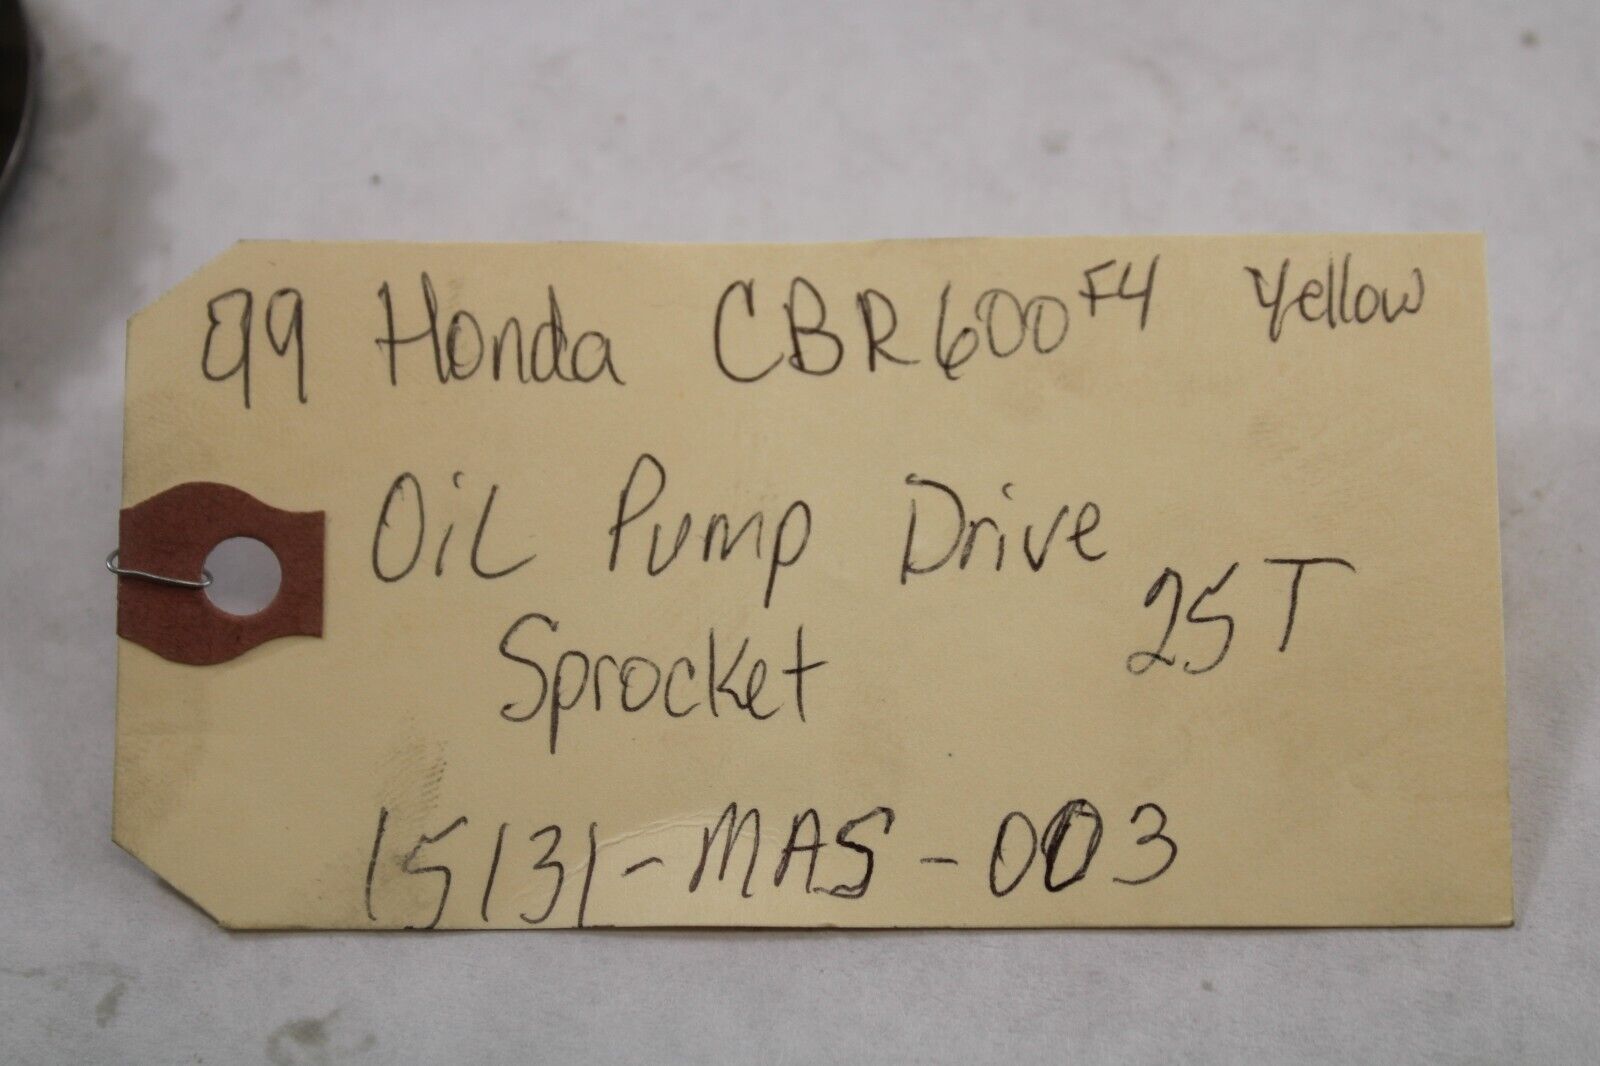 99 Honda CBR600F4 Yellow
Oil Pump Drive
Sprocket 25T
15131-MAS-003